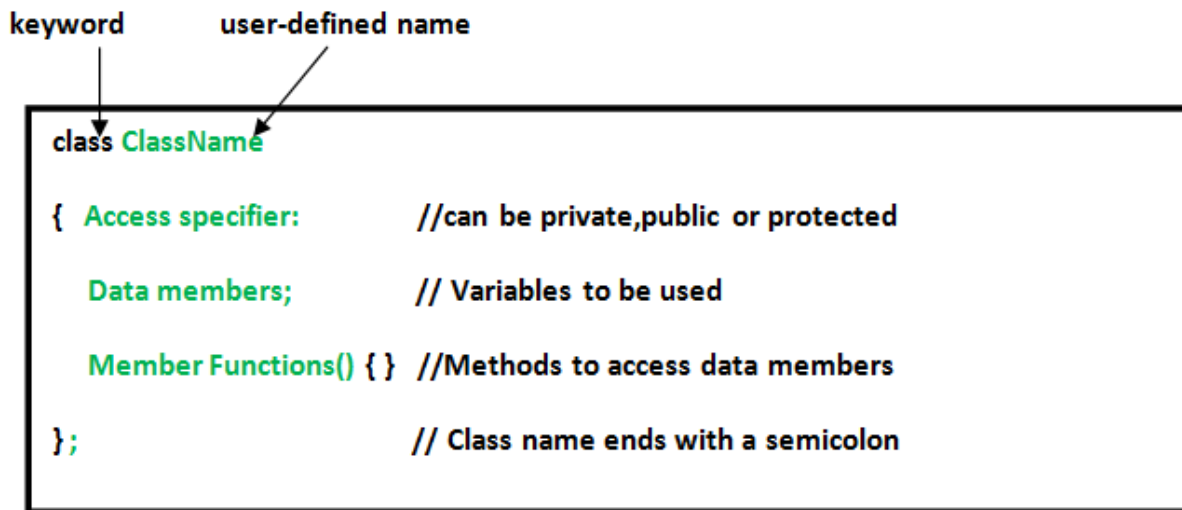 keyword user-defined name
class ClassName
{ Access specifier: //can be private,public or protected
Data members; // Variables to be used
Member Functions() { } //Methods to access data members
} ; // Class name ends with a semicolon